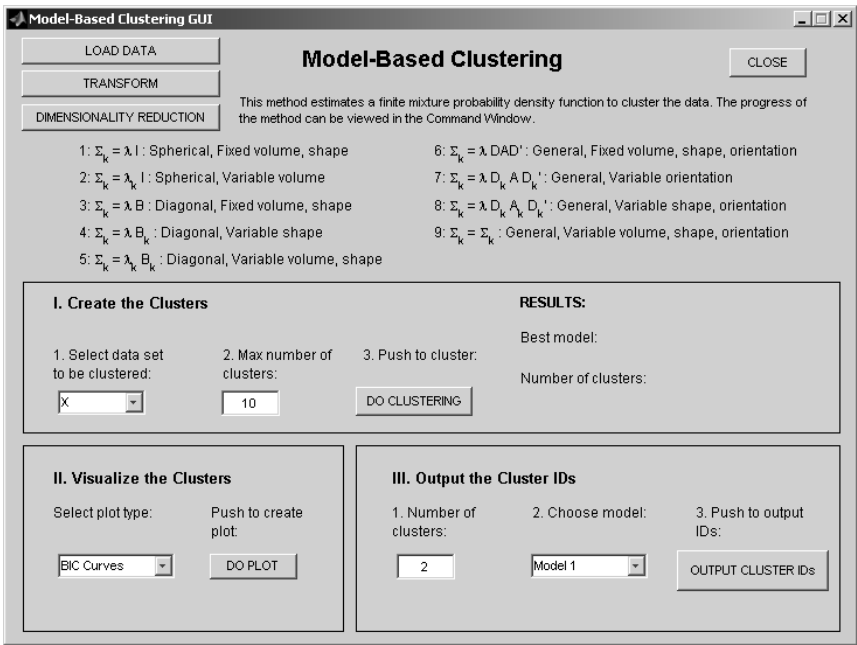 Model-Based Clustering GUI
LOAD DATA
TRANSFORM
DIMENSIONALITY REDUCTION
Model-Based Clustering
CLOSE
This method estimates a finite mixture probability density function to cluster the data. The progress of
the method can be viewed in the Command Window.
1: Σk = λ I : Spherical, Fixed volume, shape
2: Σk = λk I : Spherical, Variable volume
3: Σk = λ B : Diagonal, Fixed volume, shape
4: Σk = λ Bk : Diagonal, Variable shape
5: Σk = λk Bk : Diagonal, Variable volume, shape
6: Σk = λ DAD' : General, Fixed volume, shape, orientation
7: Σk = λ Dk A Dk' : General, Variable orientation
8: Σk = λ Dk Ak Dk' : General, Variable shape, orientation
9: Σk = Σk : General, Variable volume, shape, orientation
I. Create the Clusters
1. Select data set
to be clustered:
X
2. Max number of
clusters:
10
3. Push to cluster:
DO CLUSTERING
RESULTS:
Best model:
Number of clusters:
II. Visualize the Clusters
Select plot type:
BIC Curves
Push to create
plot:
DO PLOT
III. Output the Cluster IDs
1. Number of
clusters:
2
2. Choose model:
Model 1
3. Push to output
IDs:
OUTPUT CLUSTER IDs